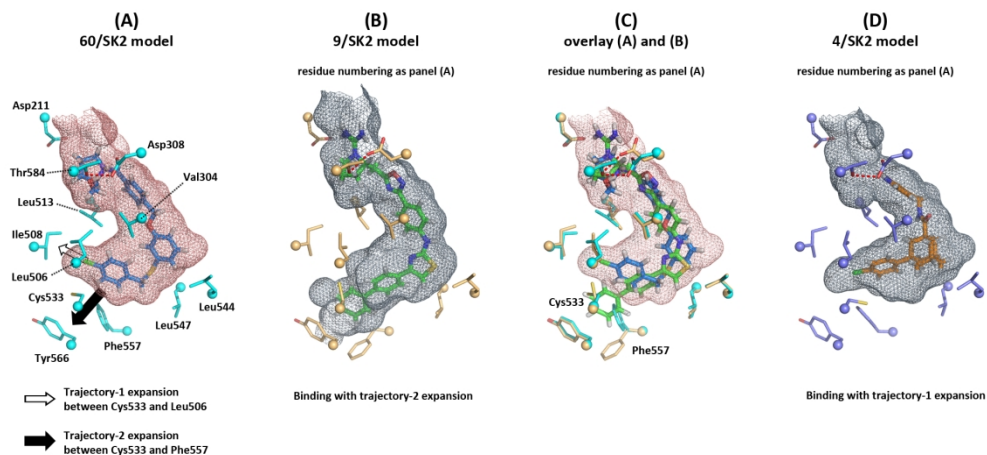 (A)
60/SK2 model
(B)
9/SK2 model
(C)
overlay (A) and (B)
(D)
4/SK2 model
residue numbering as panel (A)
residue numbering as panel (A)
residue numbering as panel (A)
Asp211
Asp308
Thr584
Val304
Leu513
Ile508
Leu506
Cys533
Leu544
Leu547
Phe557
Tyr566
Cys533
Phe557
Trajectory-1 expansion
between Cys533 and Leu506
Trajectory-2 expansion
between Cys533 and Phe557
Binding with trajectory-2 expansion
Binding with trajectory-1 expansion